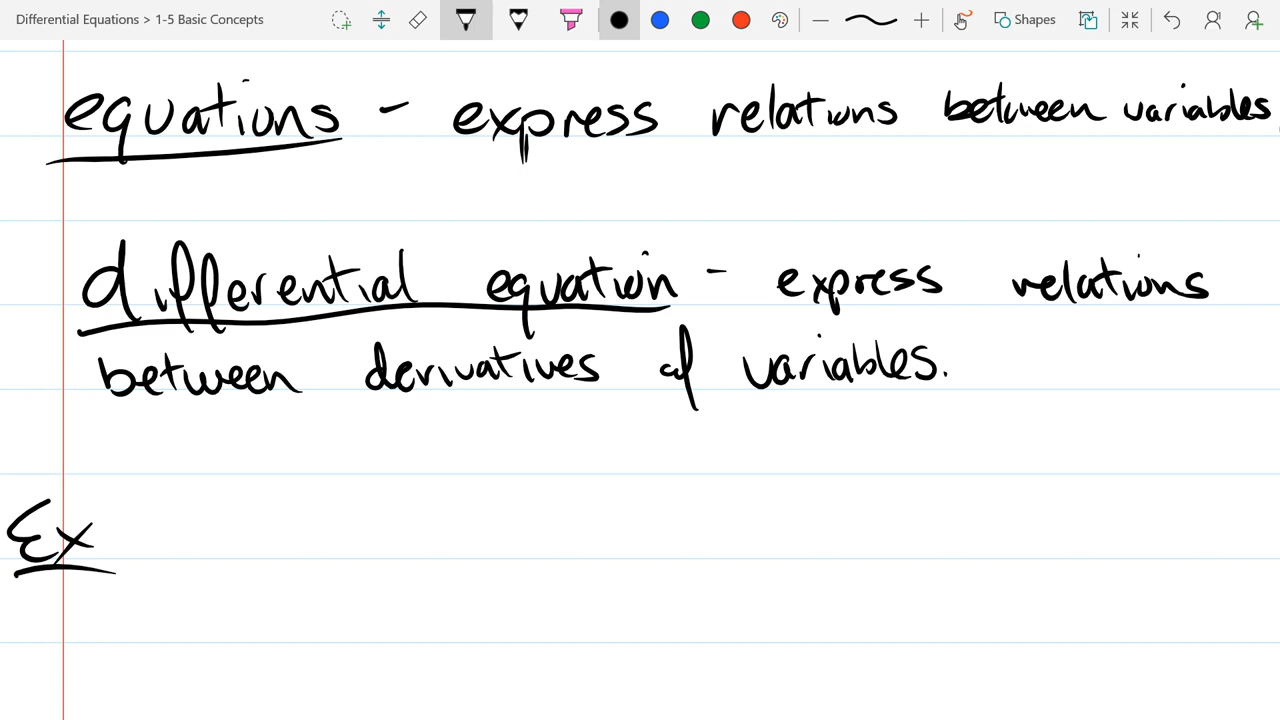 Differential Equations > 1-5 Basic Concepts
Shapes
equations - express relations between variables.
differential equation - express relations
between derivatives of variables.
Ex